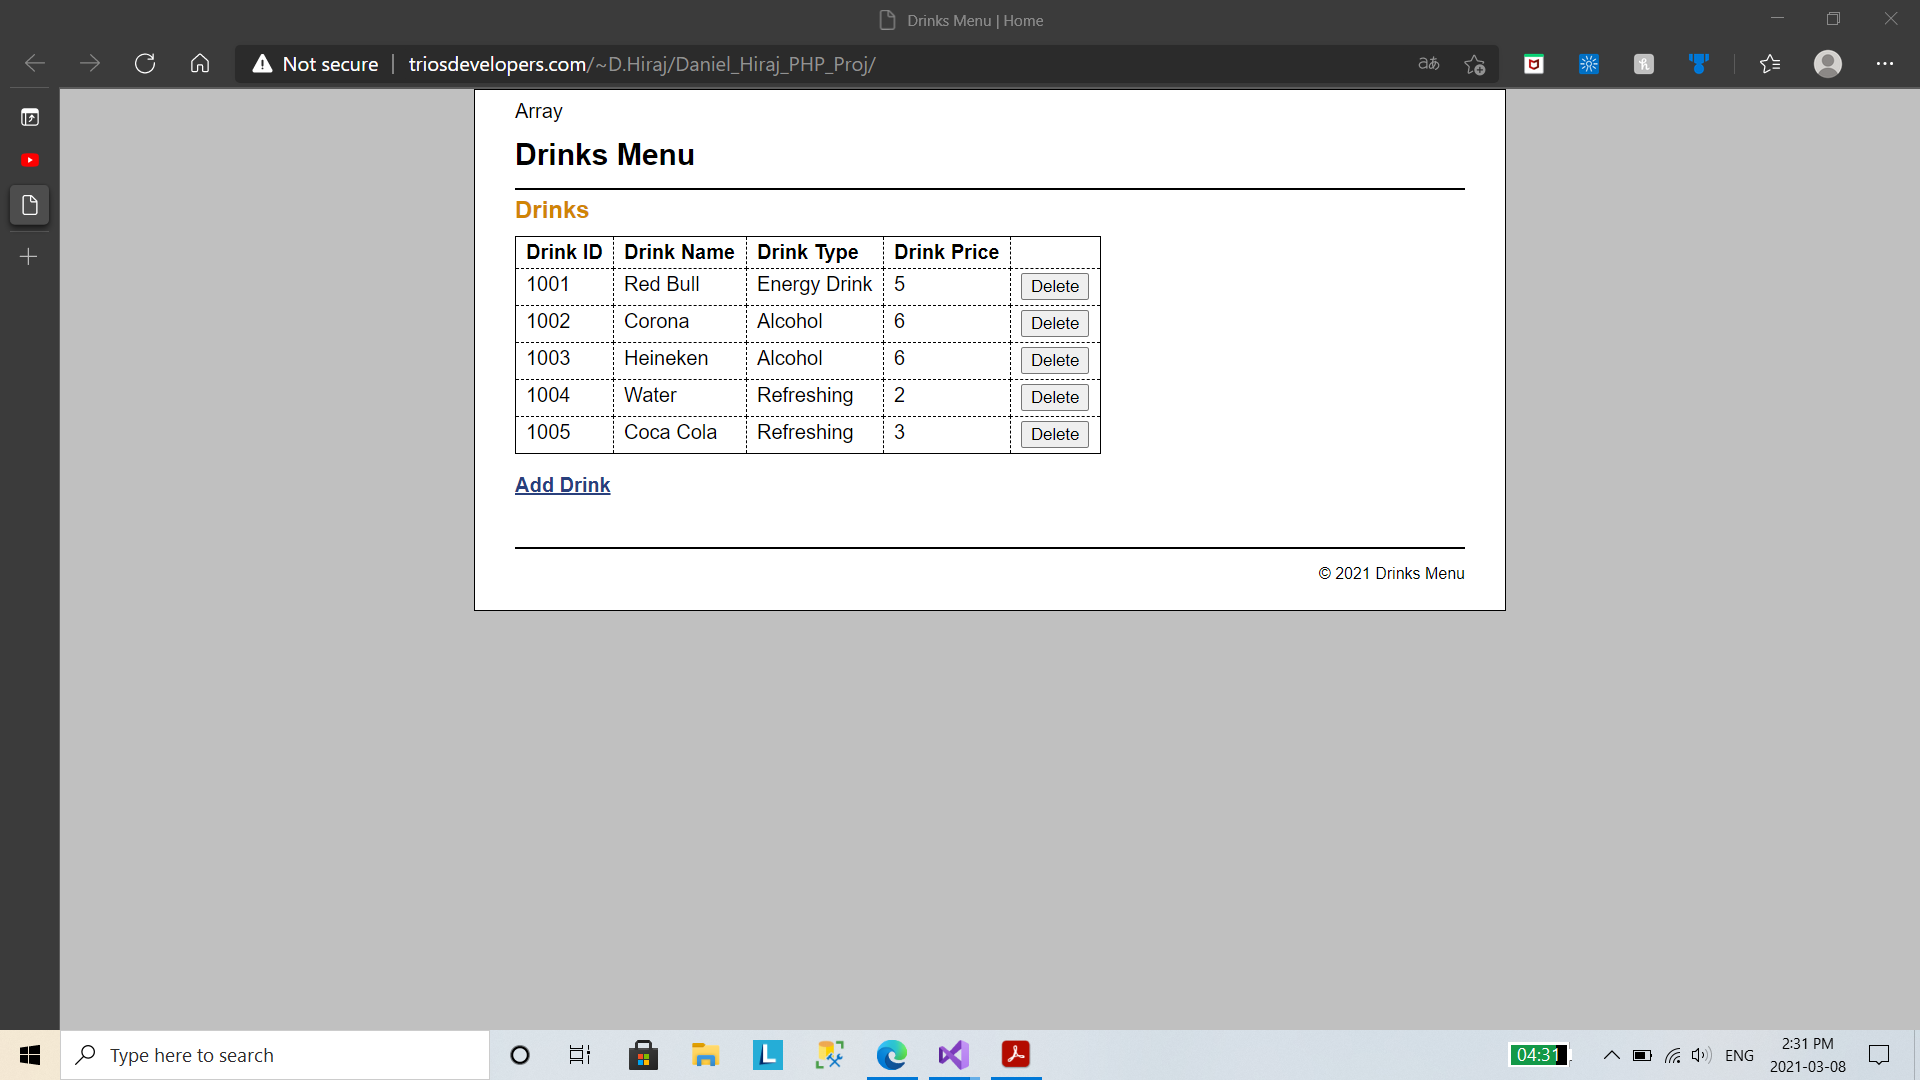 Drinks Menu | Home
Not secure | triosdevelopers.com/~D.Hiraj/Daniel_Hiraj_PHP_Proj/
Array
Drinks Menu
Drinks
Drink ID Drink Name Drink Type Drink Price
1001 Red Bull Energy Drink 5 Delete
1002 Corona Alcohol 6 Delete
1003 Heineken Alcohol 6 Delete
1004 Water Refreshing 2 Delete
1005 Coca Cola Refreshing 3 Delete
Add Drink
© 2021 Drinks Menu
Type here to search
04:31
ENG
2:31 PM
2021-03-08